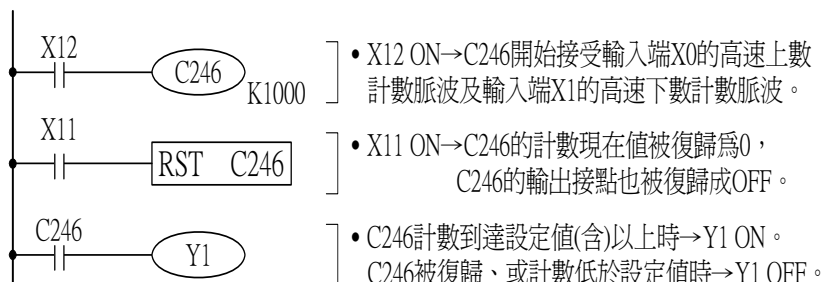 X12
C246
K1000
• X12 ON→C246開始接受輸入端X0的高速上數
計數脈波及輸入端X1的高速下數計數脈波。
X11
RST C246
• X11 ON→C246的計數現在值被復歸爲0，
C246的輸出接點也被復歸成OFF。
C246
Y1
• C246計數到達設定值(含)以上時→Y1 ON。
C246被復歸、或計數低於設定值時→Y1 OFF。